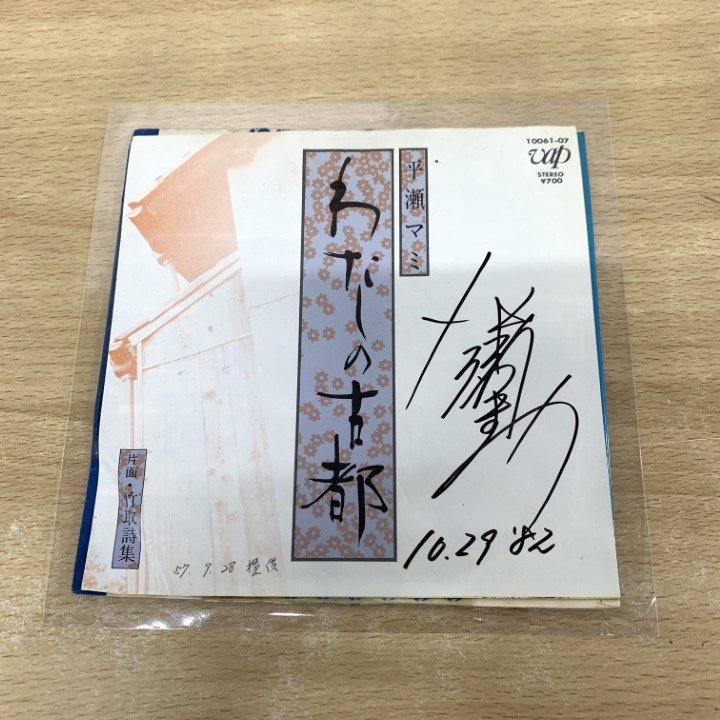 10061-07
vap
STEREO
¥700
平瀬マミ
わたしの古都
片面・竹取詩集
10.29 '82